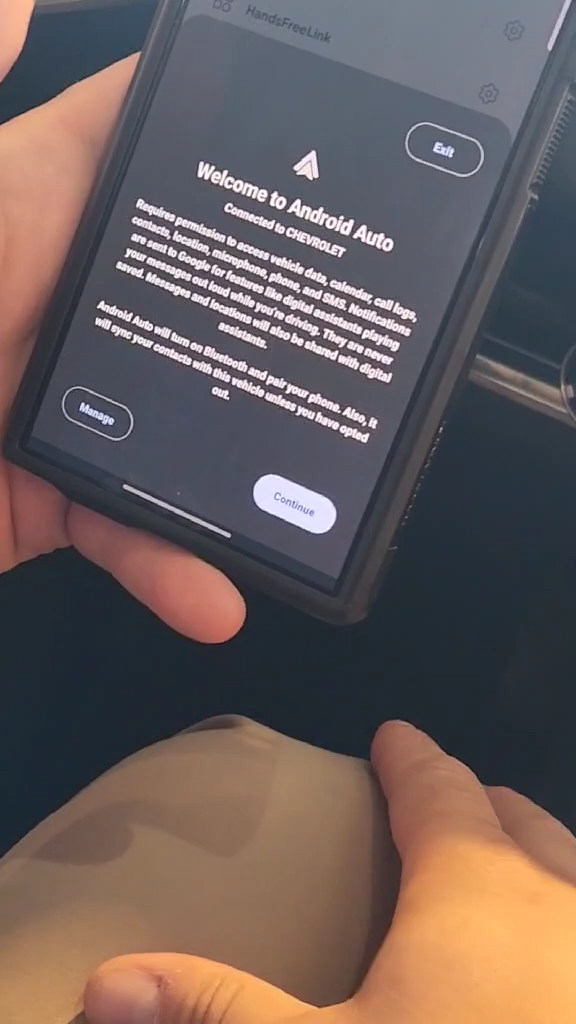 HandsFreeLink
Exit
Welcome to Android Auto
Connected to CHEVROLET
Requires permission to access vehicle data, calendar, call logs,
contacts, location, microphone, phone, and SMS. Notifications
are sent to Google for features like digital assistants playing
your messages out loud while you're driving. They are never
saved. Messages and locations will also be shared with digital
assistants.
Android Auto will turn on Bluetooth and pair your phone. Also, it
will sync your contacts with this vehicle unless you have opted
out.
Manage
Continue